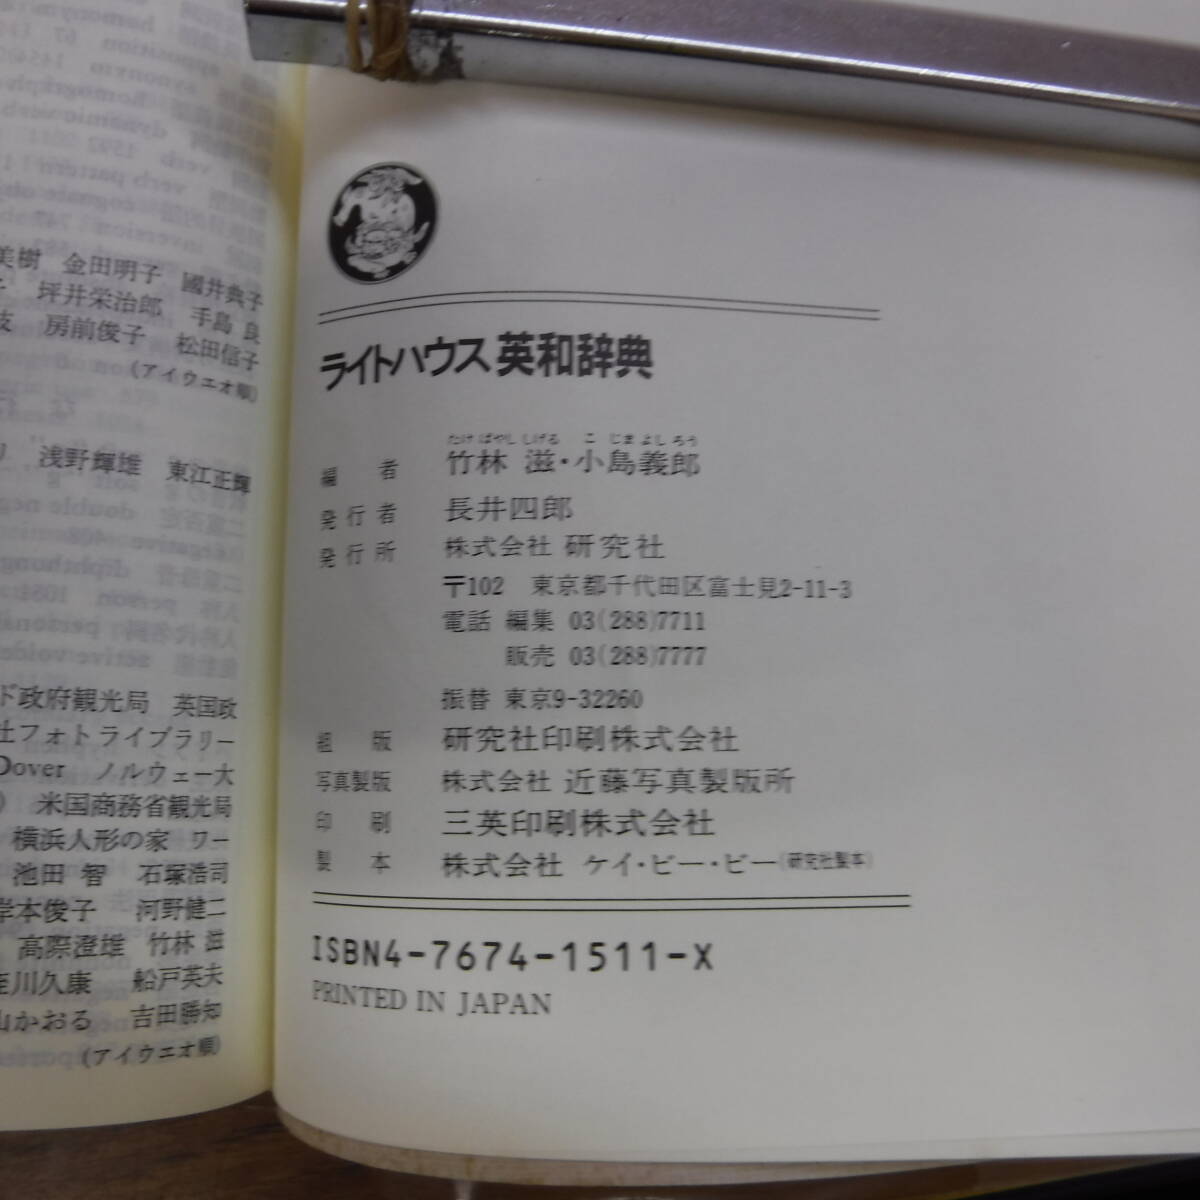 美樹 金田明子 國井典子
子 坪井栄治郎 手島 良
枝 房前俊子 松田信子
(アイウエオ順)
浅野輝雄 東江正輝
ド政府観光局 英国政
社フォトライブラリー
Dover ノルウェー大
) 米国商務省観光局
横浜人形の家 ワー
池田 智 石塚浩司
岸本俊子 河野健二
高際澄雄 竹林 滋
川久康 船戸英夫
山かおる 吉田勝知
(アイウエオ順)
ライトハウス英和辞典
たけ ばやし しげる こ じま よし ろう
編者 竹林 滋・小島義郎
発行者 長井四郎
発行所 株式会社 研究社
〒102 東京都千代田区富士見2-11-3
電話 編集 03(288)7711
販売 03(288)7777
振替 東京9-32260
組版 研究社印刷株式会社
写真製版 株式会社 近藤写真製版所
印刷 三英印刷株式会社
製本 株式会社 ケイ・ビー・ビー(研究社製本)
ISBN4-7674-1511-X
PRINTED IN JAPAN